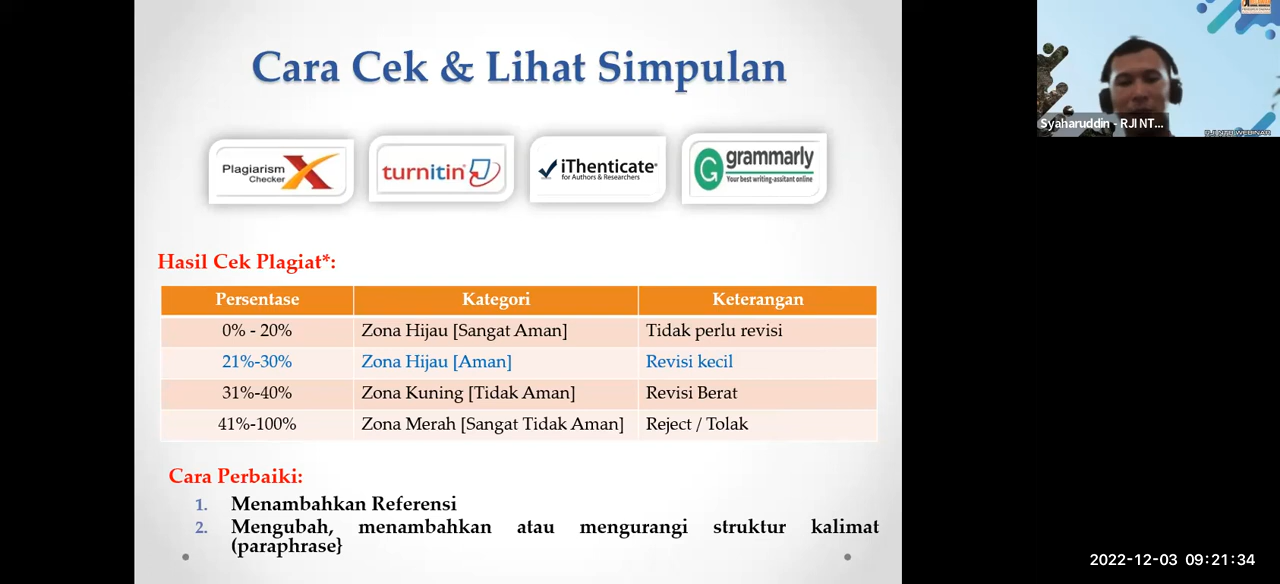 Cara Cek & Lihat Simpulan
Plagiarism
Checker
turnitin
iThenticate®
for Authors & Researchers
G
grammarly
Your best writing-assitant online
Hasil Cek Plagiat*:
Persentase Kategori Keterangan
0% - 20% Zona Hijau [Sangat Aman] Tidak perlu revisi
21%-30% Zona Hijau [Aman] Revisi kecil
31%-40% Zona Kuning [Tidak Aman] Revisi Berat
41%-100% Zona Merah [Sangat Tidak Aman] Reject / Tolak
Cara Perbaiki:
1. Menambahkan Referensi
2. Mengubah, menambahkan atau mengurangi struktur kalimat
(paraphrase}
Syaharuddin - RJI NT...
RJI NTB WEBINAR
2022-12-03 09:21:34